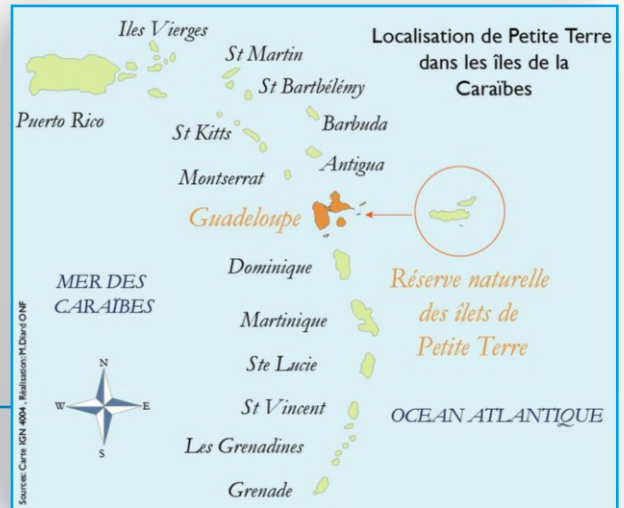 Localisation de Petite Terre
dans les îles de la
Caraïbes
Iles Vierges
St Martin
St Bartbélémy
Puerto Rico
St Kitts
Barbuda
Antigua
Montserrat
Guadeloupe
Dominique
Réserve naturelle
des îlets de
Petite Terre
MER DES
CARAÏBES
Martinique
Ste Lucie
N
W
E
S
St Vincent
OCEAN ATLANTIQUE
Les Grenadines
Grenade
Sources: Carte IGN 4004 , Réalisation: M.Diard ONF